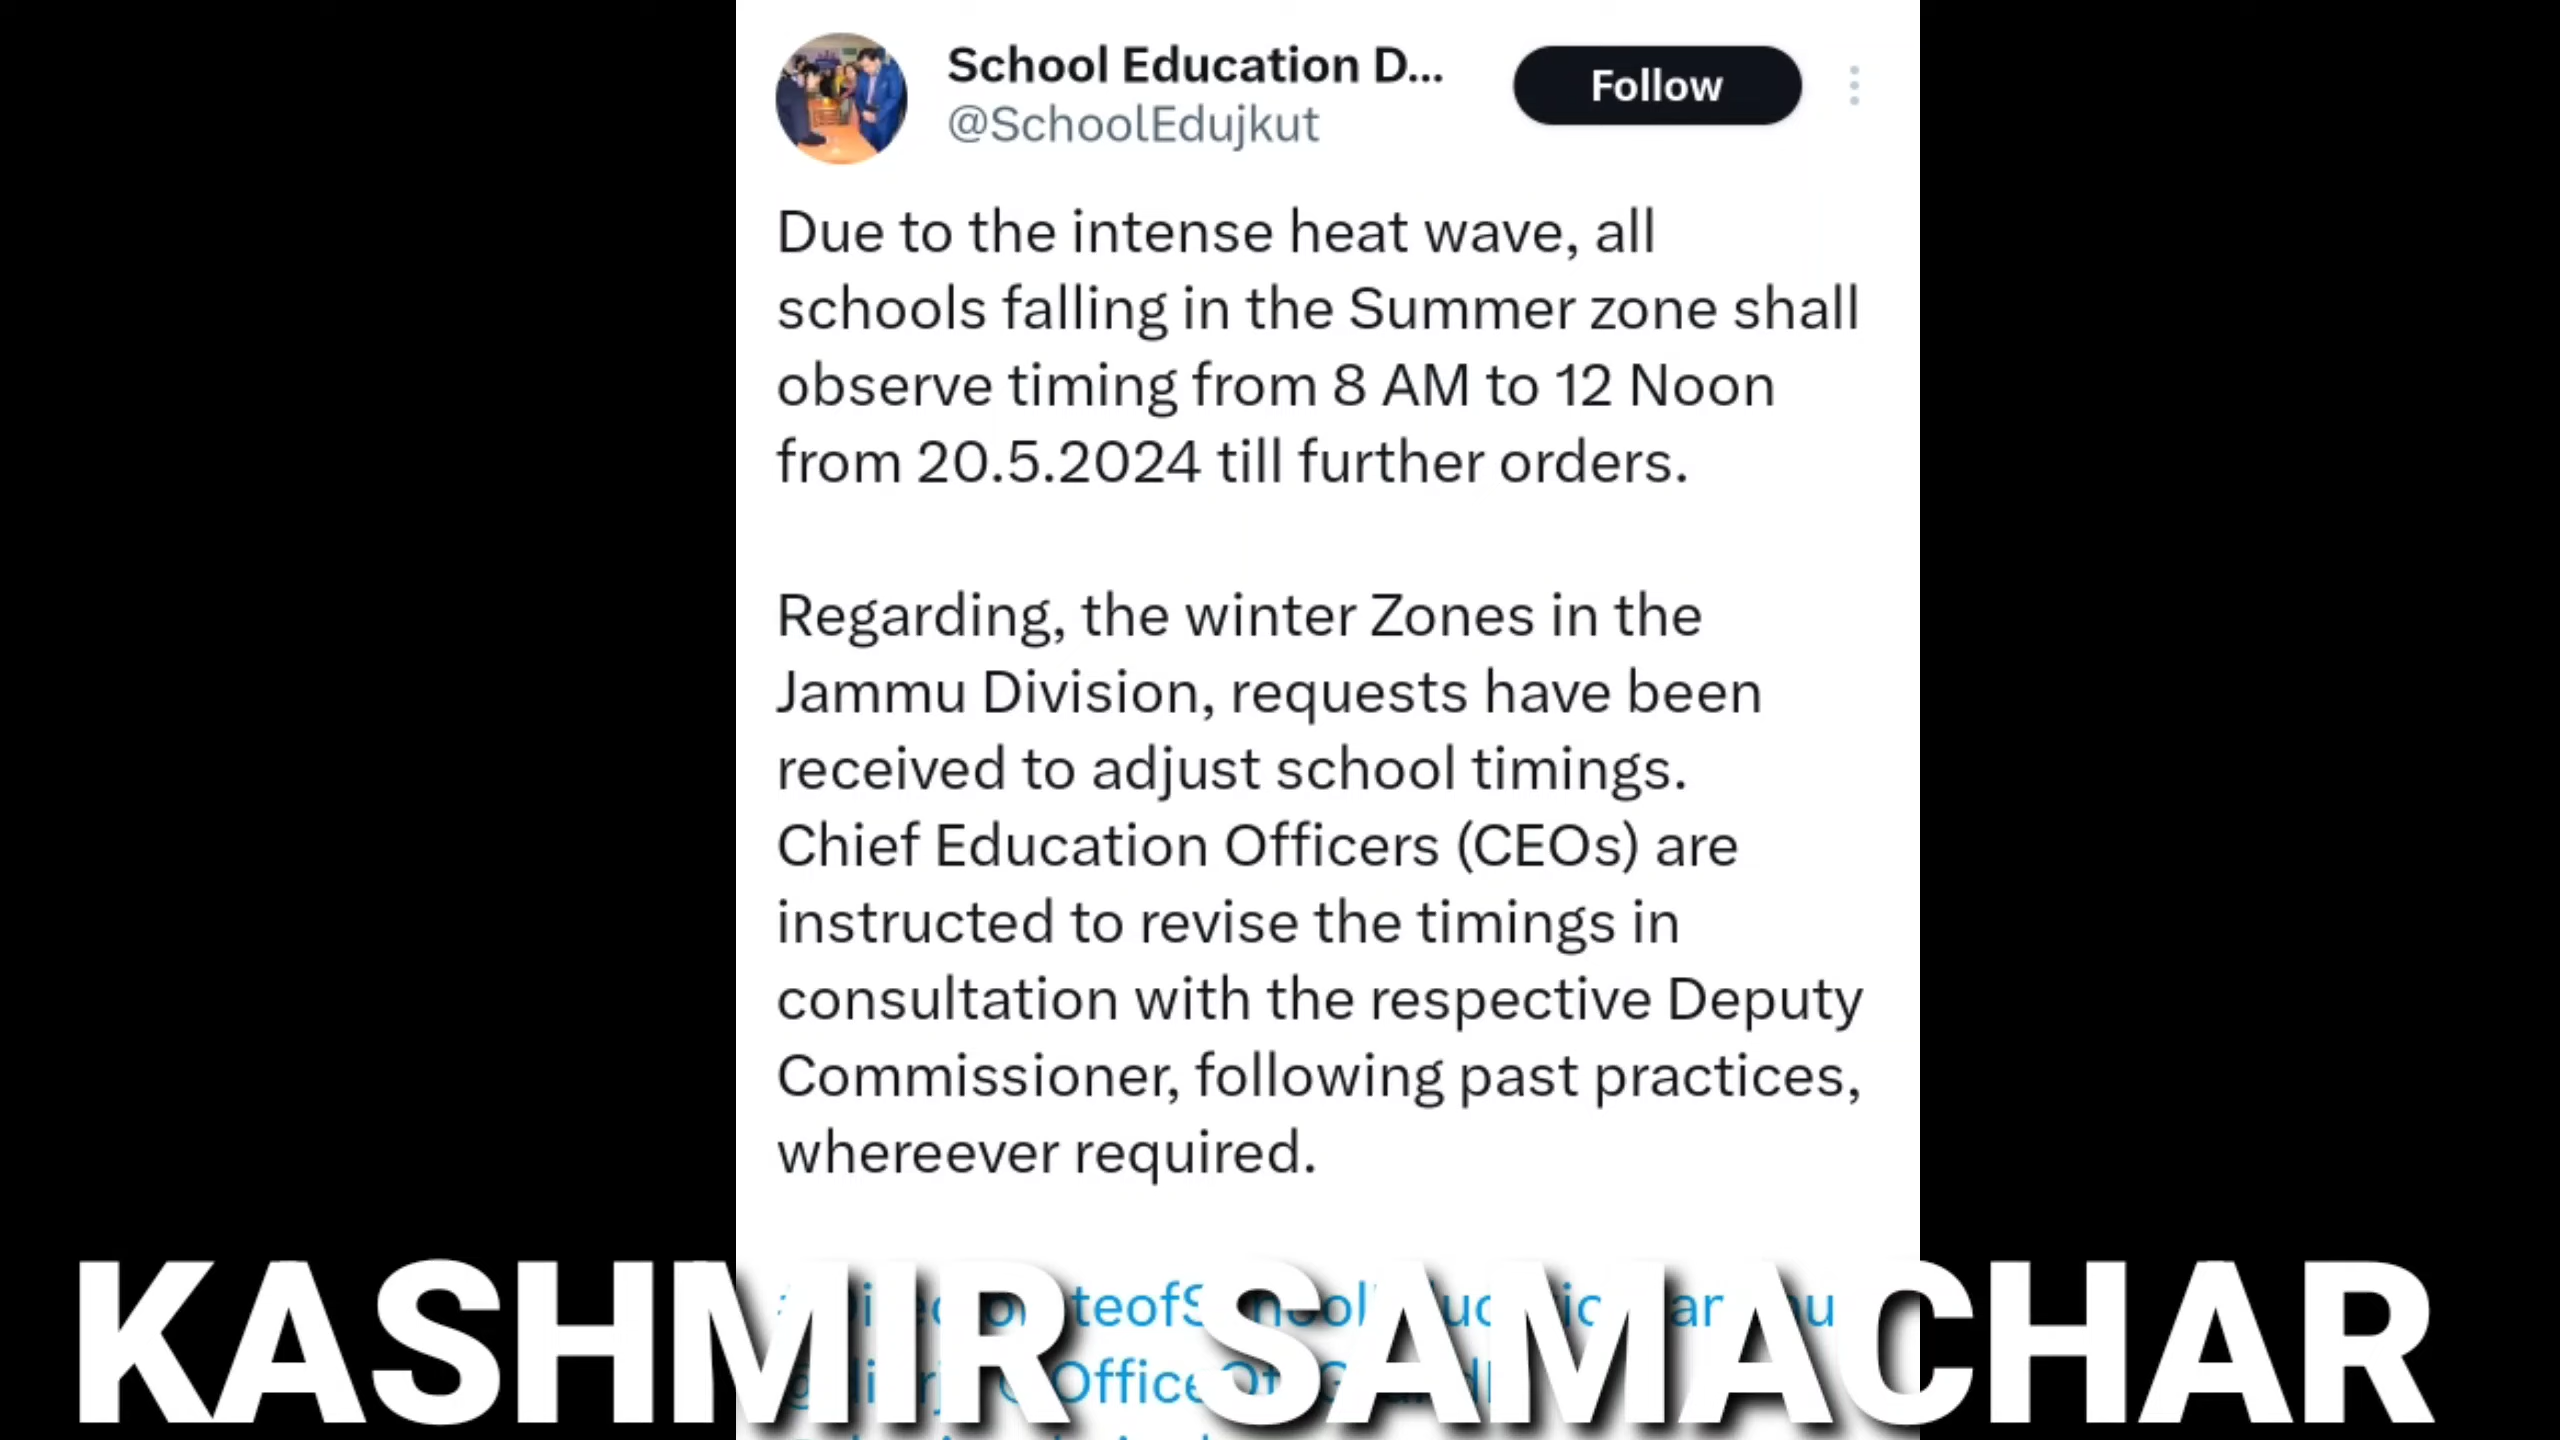 School Education D...
Follow
@SchoolEdujkut
Due to the intense heat wave, all
schools falling in the Summer zone shall
observe timing from 8 AM to 12 Noon
from 20.5.2024 till further orders.
Regarding, the winter Zones in the
Jammu Division, requests have been
received to adjust school timings.
Chief Education Officers (CEOs) are
instructed to revise the timings in
consultation with the respective Deputy
Commissioner, following past practices,
whereever required.
KASHMIR SAMACHAR